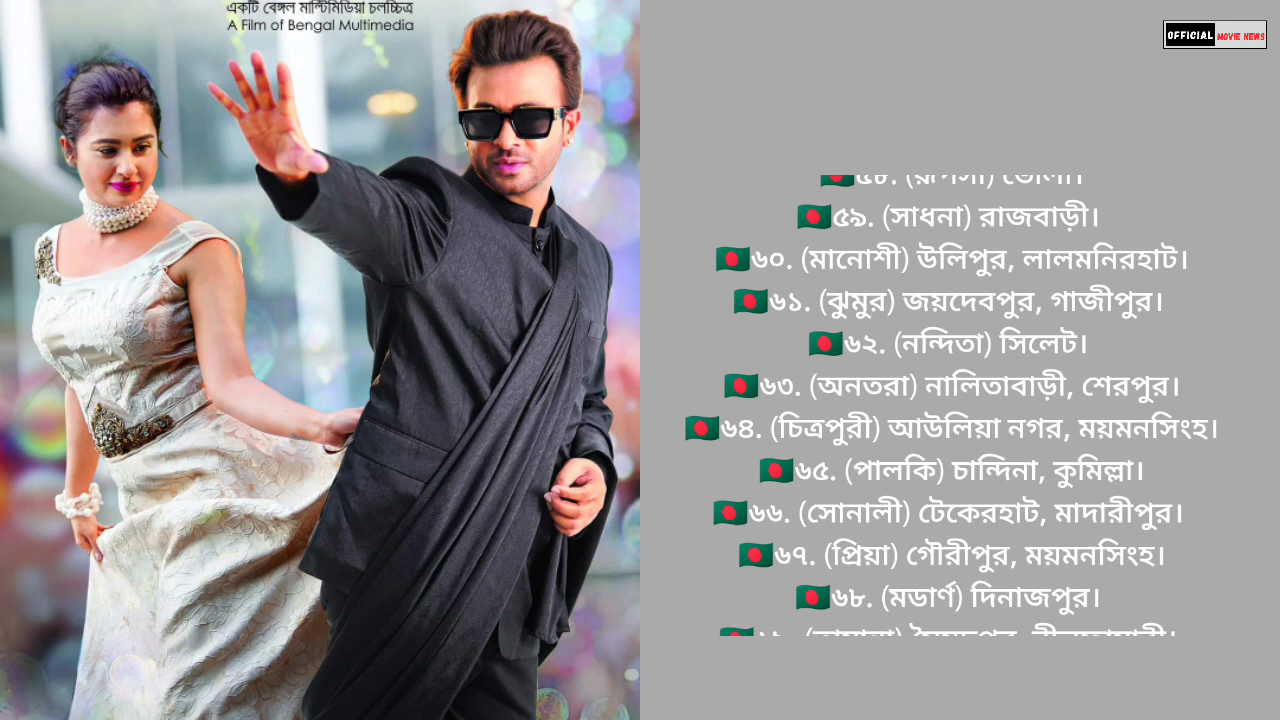 একটি বেঙ্গল মাল্টিমিডিয়া চলচ্চিত্র
A Film of Bengal Multimedia
OFFICIAL MOVIE NEWS
৫৮. (রূপসা) ভোলা।
৫৯. (সাধনা) রাজবাড়ী।
৬০. (মানোশী) উলিপুর, লালমনিরহাট।
৬১. (ঝুমুর) জয়দেবপুর, গাজীপুর।
৬২. (নন্দিতা) সিলেট।
৬৩. (অনতরা) নালিতাবাড়ী, শেরপুর।
৬৪. (চিত্রপুরী) আউলিয়া নগর, ময়মনসিংহ।
৬৫. (পালকি) চান্দিনা, কুমিল্লা।
৬৬. (সোনালী) টেকেরহাট, মাদারীপুর।
৬৭. (প্রিয়া) গৌরীপুর, ময়মনসিংহ।
৬৮. (মডার্ণ) দিনাজপুর।